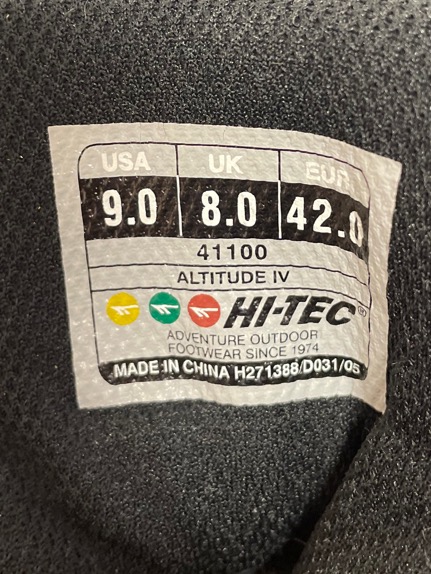 USA UK EUR
9.0 8.0 42.0
41100
ALTITUDE IV
HI-TEC®
ADVENTURE OUTDOOR
FOOTWEAR SINCE 1974
MADE IN CHINA H271388/D031/05